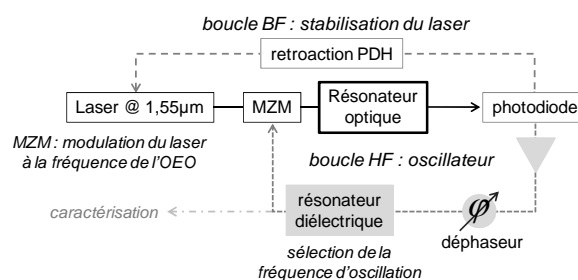 boucle BF : stabilisation du laser
retroaction PDH
Laser @ 1,55µm
MZM
Résonateur
optique
photodiode
MZM : modulation du laser
à la fréquence de l'OEO
boucle HF : oscillateur
caractérisation
résonateur
diélectrique
φ
déphaseur
sélection de la
fréquence d'oscillation